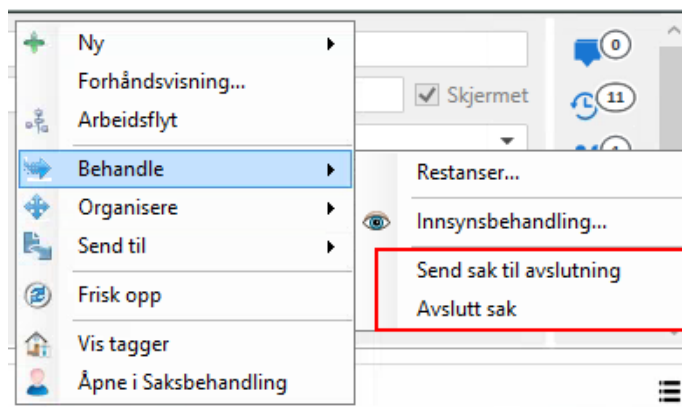 Ny
Forhåndsvisning...
Arbeidsflyt
Behandle
Organisere
Send til
Frisk opp
Vis tagger
Åpne i Saksbehandling
Skjermet
0
11
Restanser...
Innsynsbehandling...
Send sak til avslutning
Avslutt sak